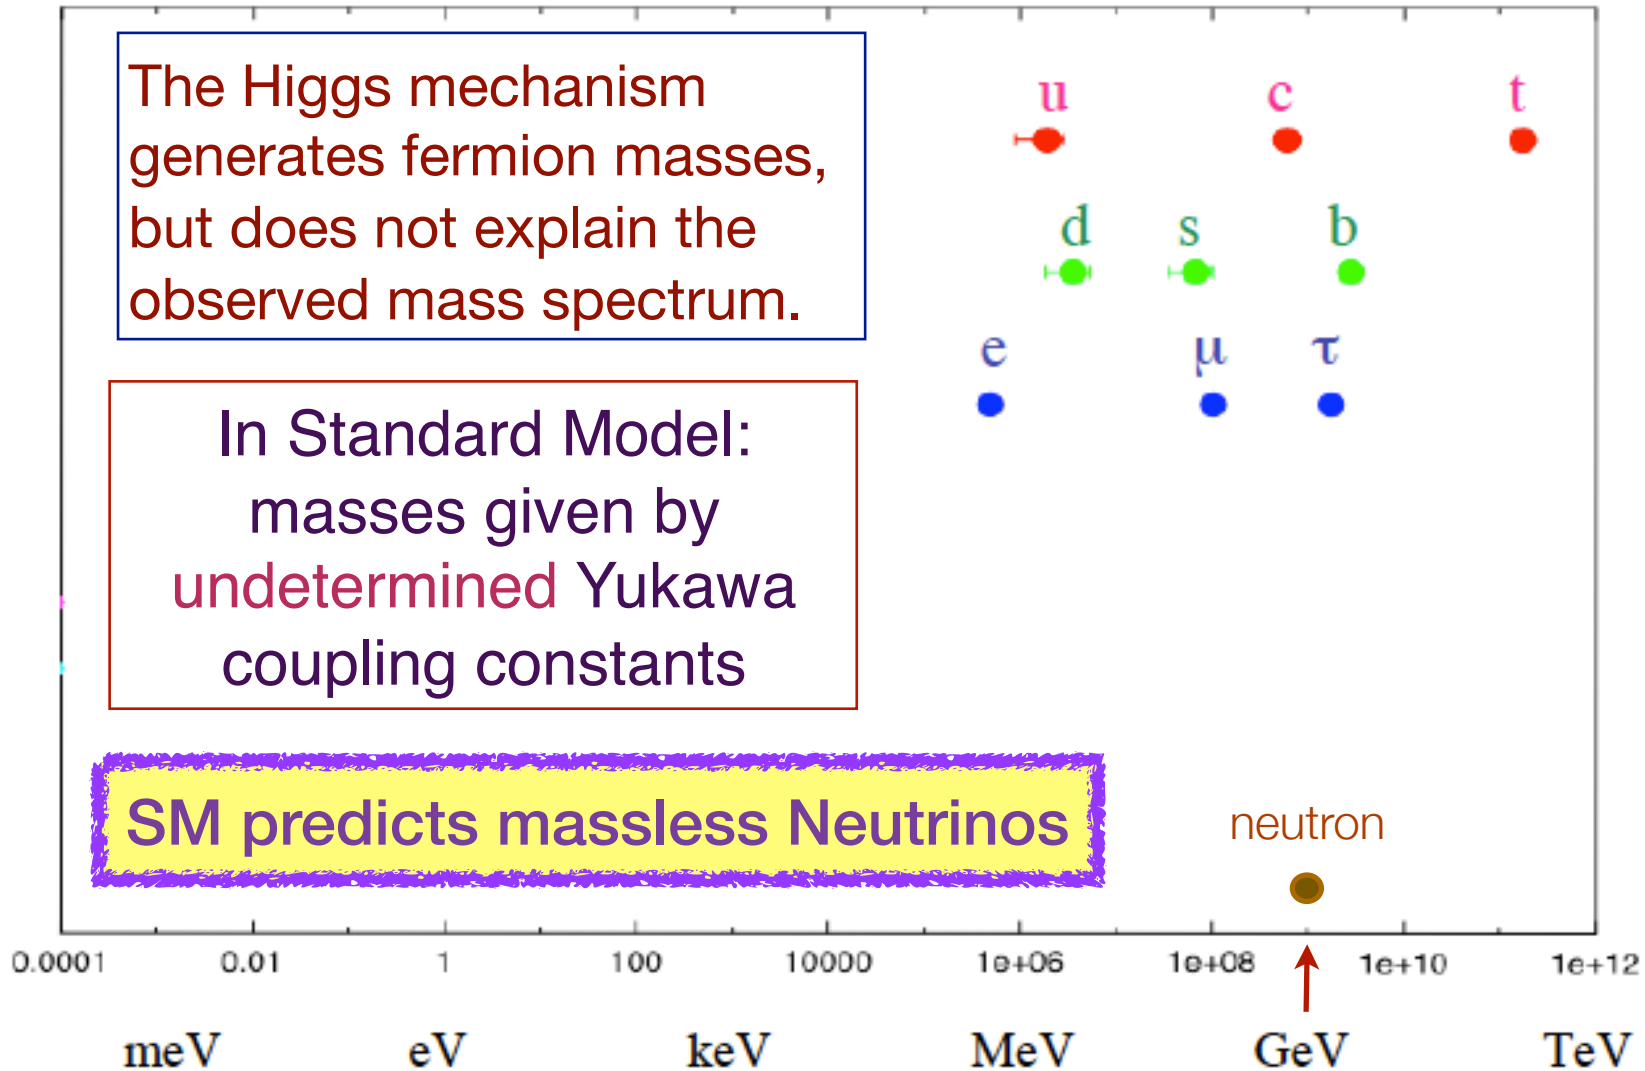 The Higgs mechanism
generates fermion masses,
but does not explain the
observed mass spectrum.
u c t
d s b
e μ τ
In Standard Model:
masses given by
undetermined Yukawa
coupling constants
SM predicts massless Neutrinos
neutron
0.0001 0.01 1 100 10000 1e+06 1e+08 1e+10 1e+12
meV eV keV MeV GeV TeV